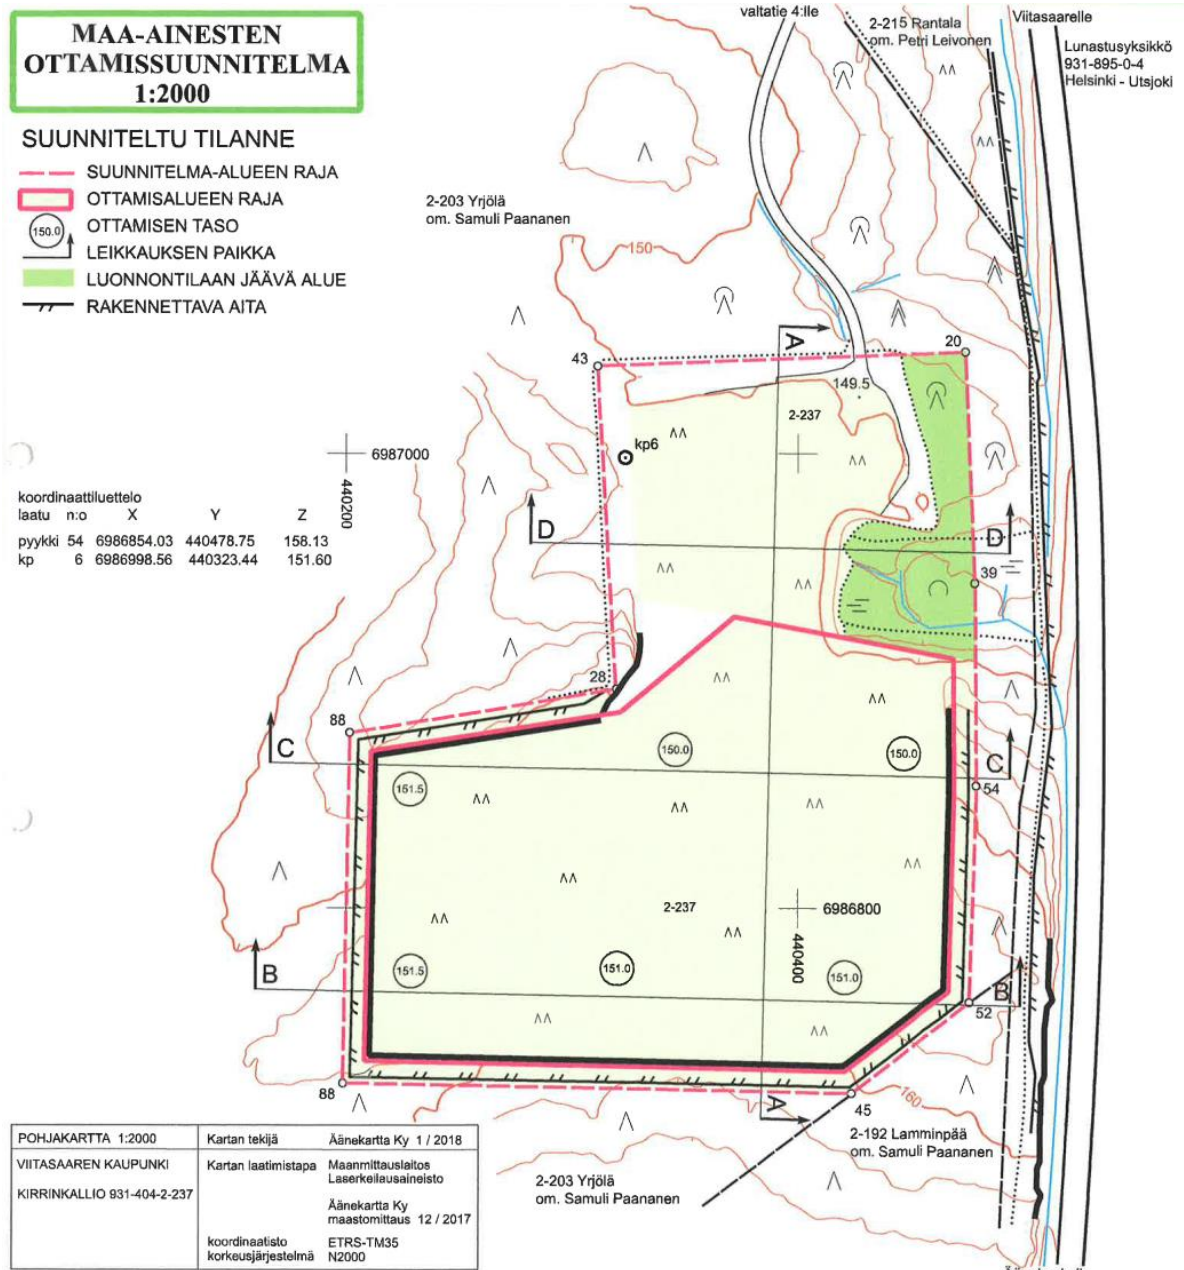 MAA-AINESTEN
OTTAMISSUUNNITELMA
1:2000
SUUNNITELTU TILANNE
SUUNNITELMA-ALUEEN RAJA
OTTAMISALUEEN RAJA
150.0
OTTAMISEN TASO
LEIKKAUKSEN PAIKKA
LUONNONTILAAN JÄÄVÄ ALUE
RAKENNETTAVA AITA
valtatie 4:lle
2-215 Rantala
om. Petri Leivonen
Viitasaarelle
Lunastusyksikkö
931-895-0-4
Helsinki - Utsjoki
2-203 Yrjölä
om. Samuli Paananen
150
A
43
20
149.5
2-237
kp6
6987000
440200
koordinaattiluettelo
laatu n:o X Y Z
pyykki 54 6986854.03 440478.75 158.13
kp 6 6986998.56 440323.44 151.60
D
D
39
28
88
C
C
150.0
150.0
151.5
54
2-237
6986800
440400
B
151.5
151.0
151.0
B
52
88
A
45
160
2-192 Lamminpää
om. Samuli Paananen
2-203 Yrjölä
om. Samuli Paananen
POHJAKARTTA 1:2000
Kartan tekijä Äänekartta Ky 1 / 2018
VIITASAAREN KAUPUNKI
KIRRINKALLIO 931-404-2-237
Kartan laatimistapa Maanmittauslaitos
Laserkeilausaineisto
Äänekartta Ky
maastomittaus 12 / 2017
koordinaatisto ETRS-TM35
korkeusjärjestelmä N2000